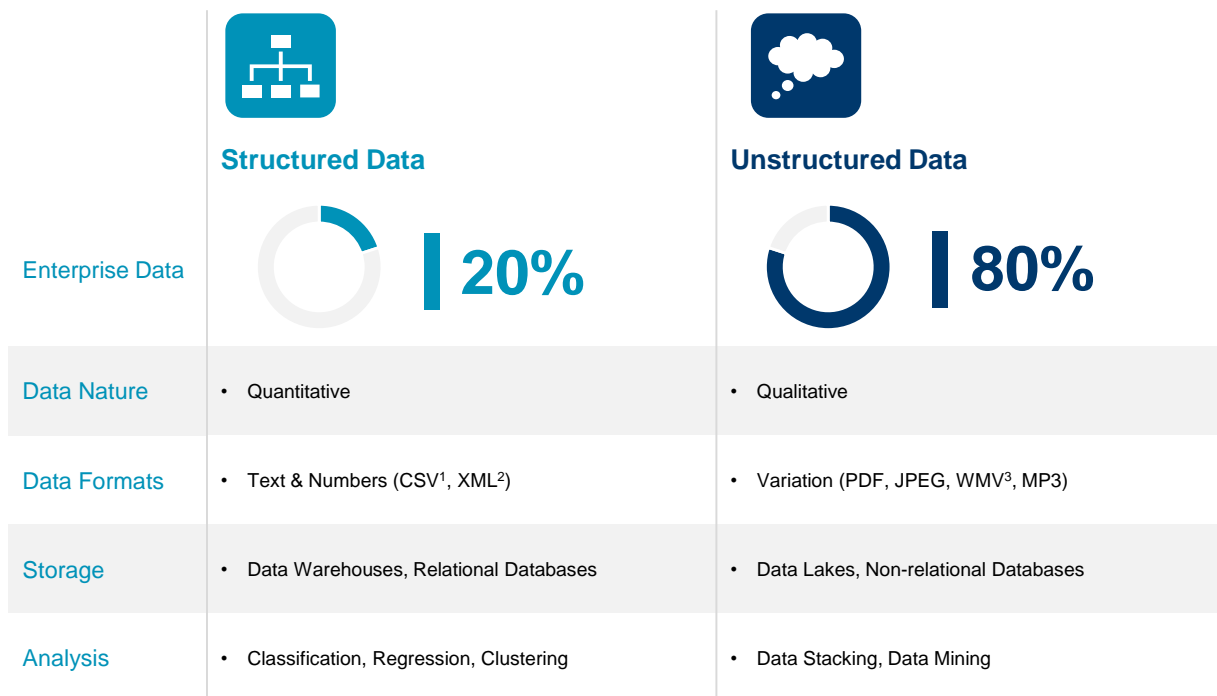 Structured Data
Unstructured Data
Enterprise Data
20%
80%
Data Nature
• Quantitative
• Qualitative
Data Formats
• Text & Numbers (CSV¹, XML²)
• Variation (PDF, JPEG, WMV³, MP3)
Storage
• Data Warehouses, Relational Databases
• Data Lakes, Non-relational Databases
Analysis
• Classification, Regression, Clustering
• Data Stacking, Data Mining